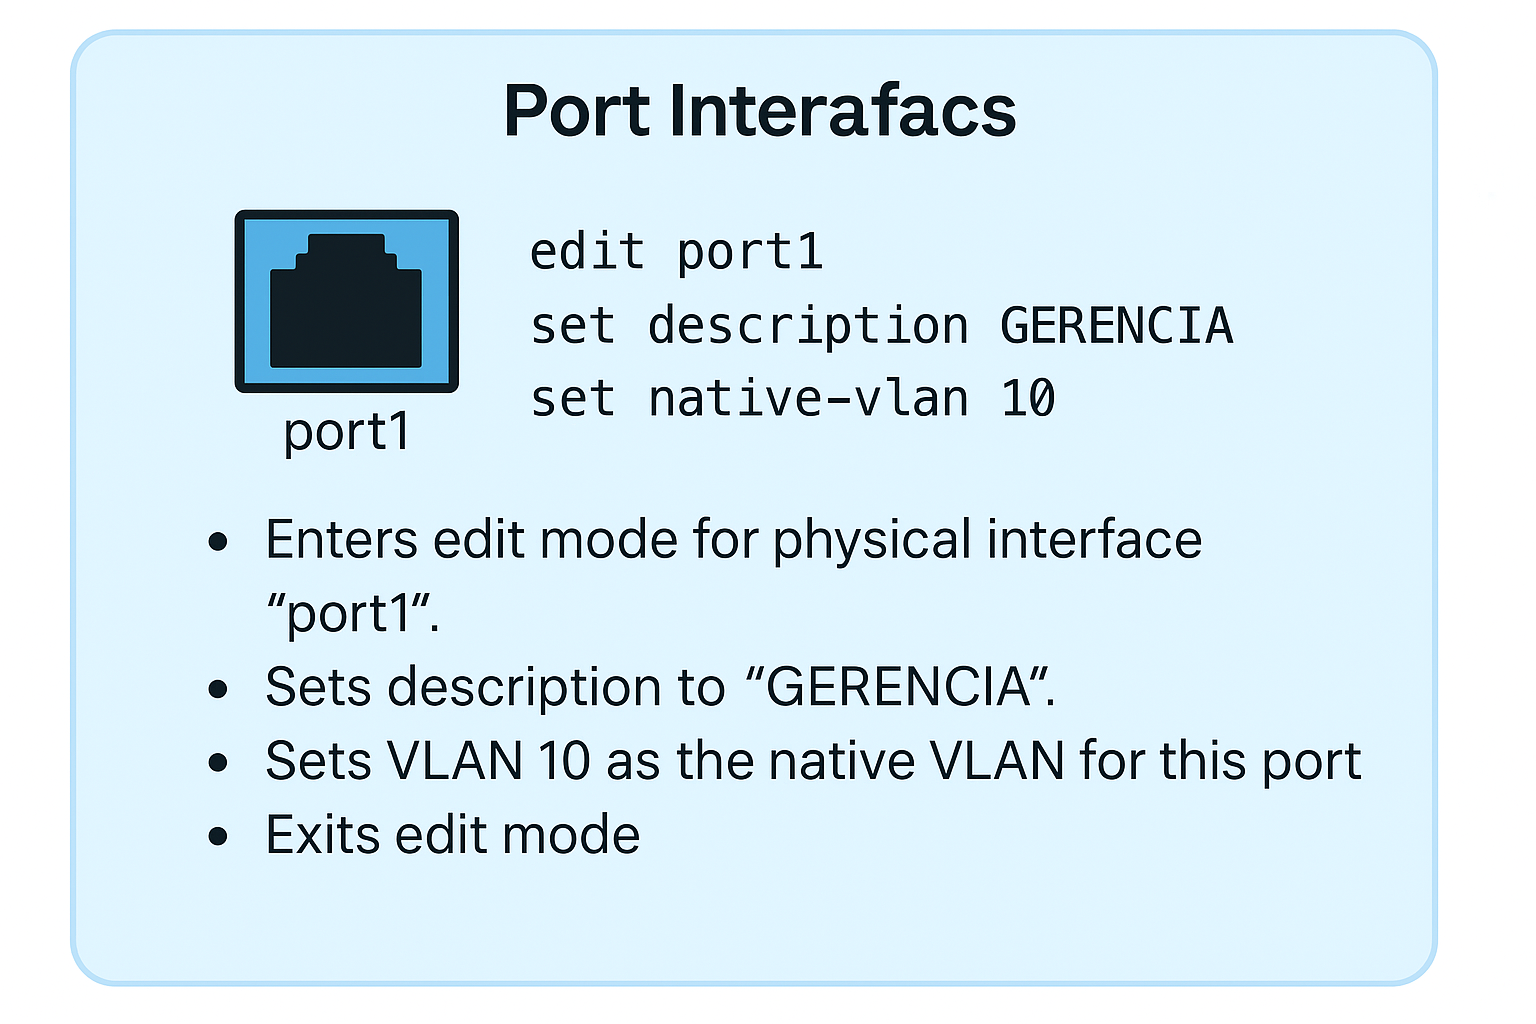 Port Interafacs
edit port1
set description GERENCIA
set native-vlan 10
port1
• Enters edit mode for physical interface
“port1”.
• Sets description to “GERENCIA”.
• Sets VLAN 10 as the native VLAN for this port
• Exits edit mode